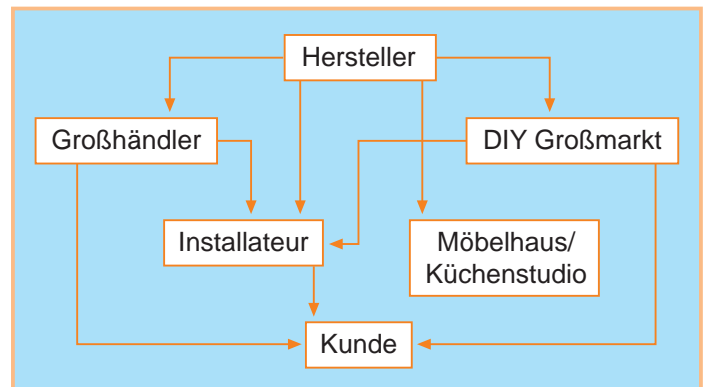 Hersteller
Großhändler
DIY Großmarkt
Installateur
Möbelhaus/
Küchenstudio
Kunde